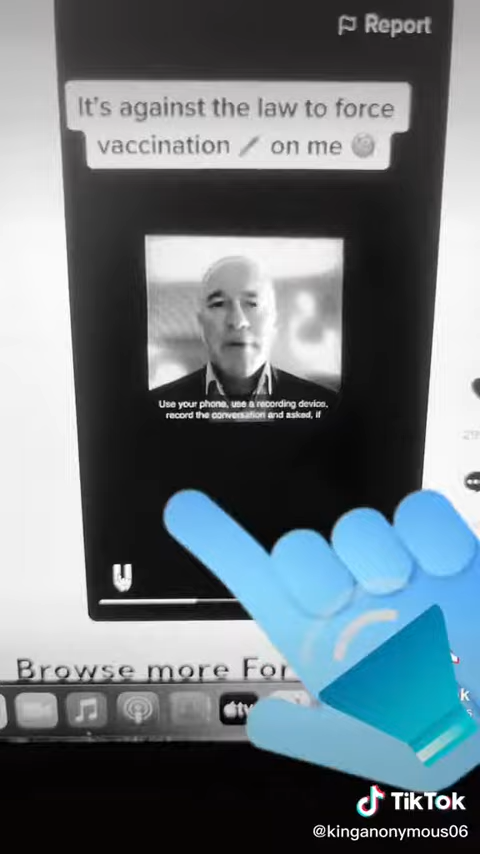 Report
It's against the law to force
vaccination on me
Use your phone, use a recording device,
record the conversation and asked, if
Browse more For
tv
TikTok
@kinganonymous06